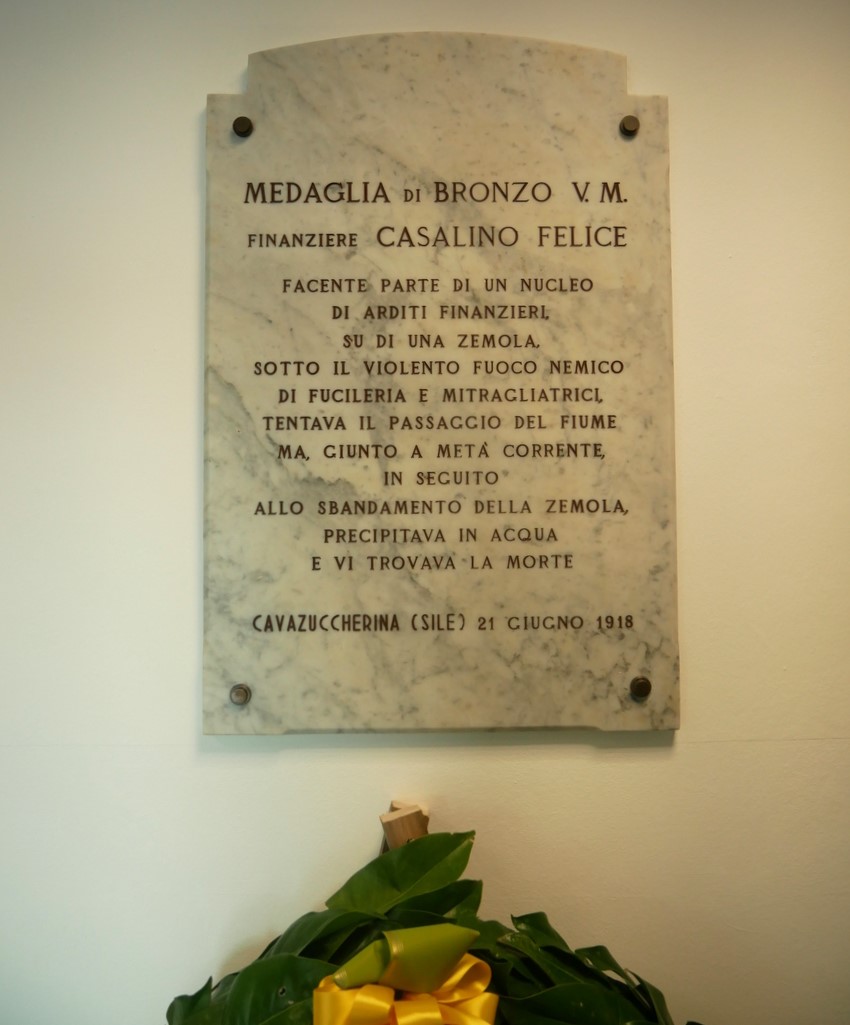 MEDAGLIA DI BRONZO V. M.
FINANZIERE CASALINO FELICE
FACENTE PARTE DI UN NUCLEO
DI ARDITI FINANZIERI,
SU DI UNA ZEMOLA,
SOTTO IL VIOLENTO FUOCO NEMICO
DI FUCILERIA E MITRAGLIATRICI,
TENTAVA IL PASSAGGIO DEL FIUME
MA, GIUNTO A METÀ CORRENTE,
IN SEGUITO
ALLO SBANDAMENTO DELLA ZEMOLA,
PRECIPITAVA IN ACQUA
E VI TROVAVA LA MORTE
CAVAZUCCHERINA (SILE) 21 GIUGNO 1918